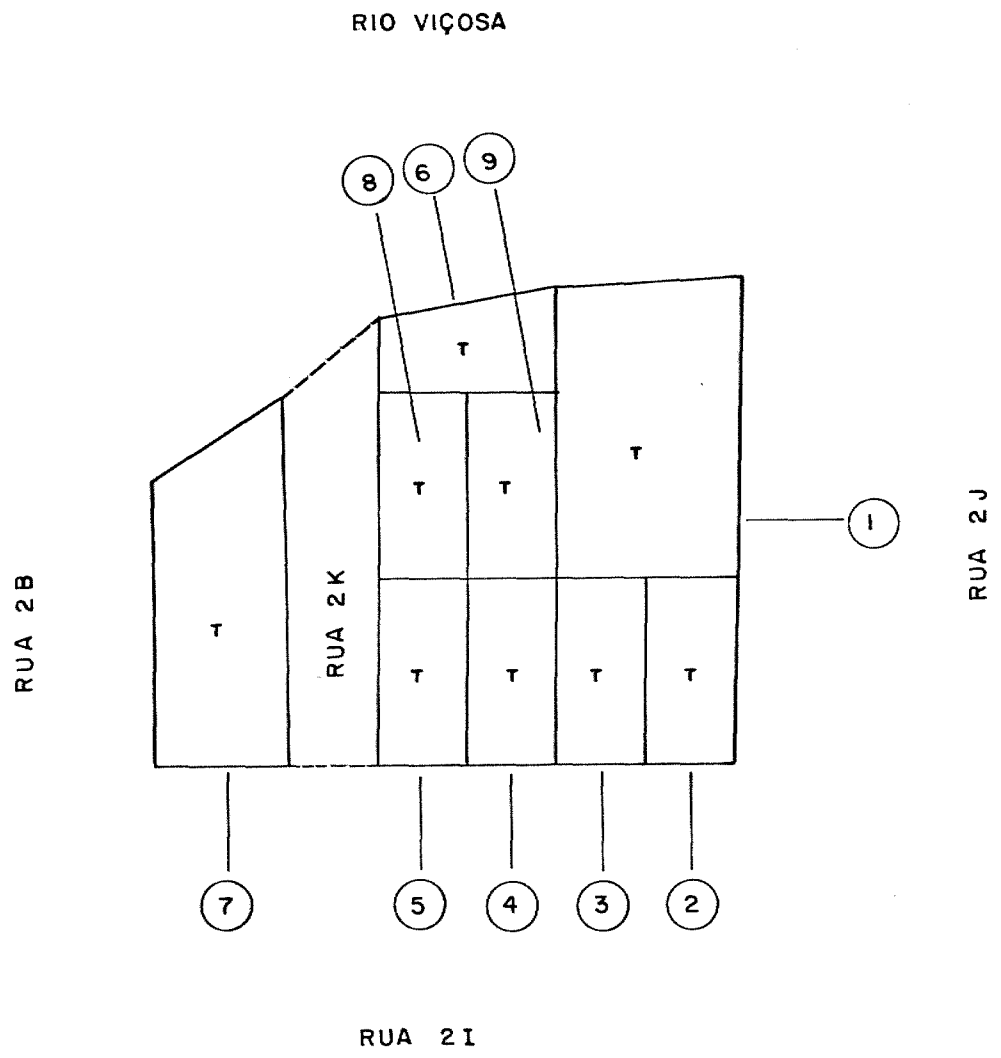 RIO VIÇOSA
8 6 9
T
T
T T
1
RUA 2J
RUA 2B
T
RUA 2K
T T T T
7 5 4 3 2
RUA 2I